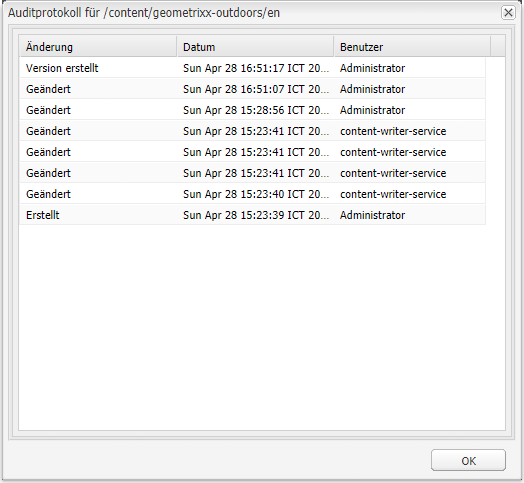 Auditprotokoll für /content/geometrixx-outdoors/en
Änderung Datum Benutzer
Version erstellt Sun Apr 28 16:51:17 ICT 20... Administrator
Geändert Sun Apr 28 16:51:07 ICT 20... Administrator
Geändert Sun Apr 28 15:28:56 ICT 20... Administrator
Geändert Sun Apr 28 15:23:41 ICT 20... content-writer-service
Geändert Sun Apr 28 15:23:41 ICT 20... content-writer-service
Geändert Sun Apr 28 15:23:41 ICT 20... content-writer-service
Geändert Sun Apr 28 15:23:40 ICT 20... content-writer-service
Erstellt Sun Apr 28 15:23:39 ICT 20... Administrator
OK